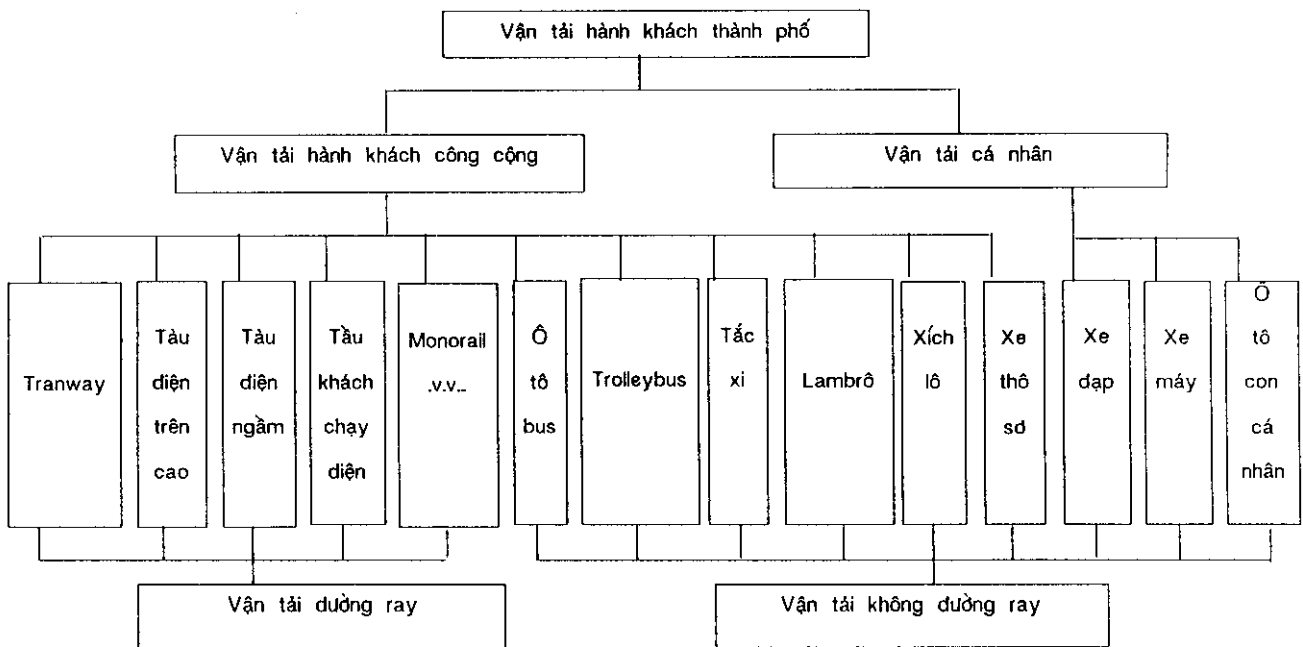 Vận tải hành khách thành phố
Vận tải hành khách công cộng
Vận tải cá nhân
Tranway
Tàu
điện
trên
cao
Tàu
điện
ngầm
Tầu
khách
chạy
điện
Monorail
.v.v..
Ô
tô
bus
Trolleybus
Tắc
xi
Lambrô
Xích
lô
Xe
thô
sơ
Xe
đạp
Xe
máy
Ô
tô
con
cá
nhân
Vận tải đường ray
Vận tải không đường ray